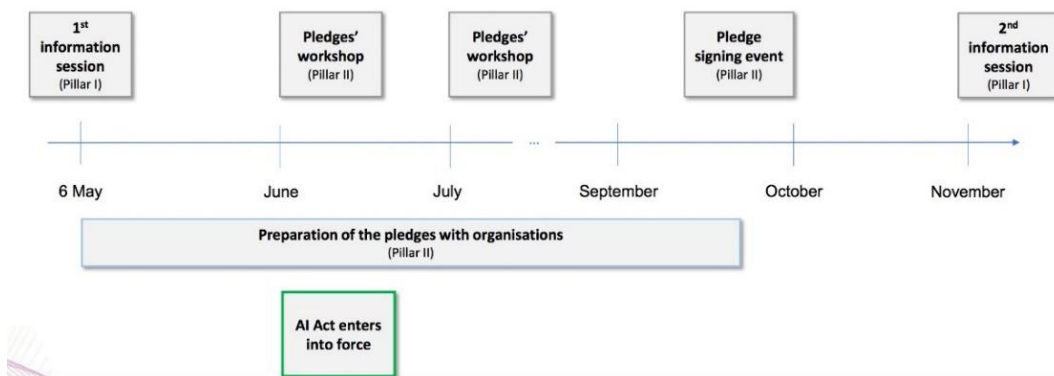 1st
information
session
(Pillar I)
Pledges’
workshop
(Pillar II)
Pledges’
workshop
(Pillar II)
Pledge
signing event
(Pillar II)
2nd
information
session
(Pillar I)
...
6 May
June
July
September
October
November
Preparation of the pledges with organisations
(Pillar II)
AI Act enters
into force